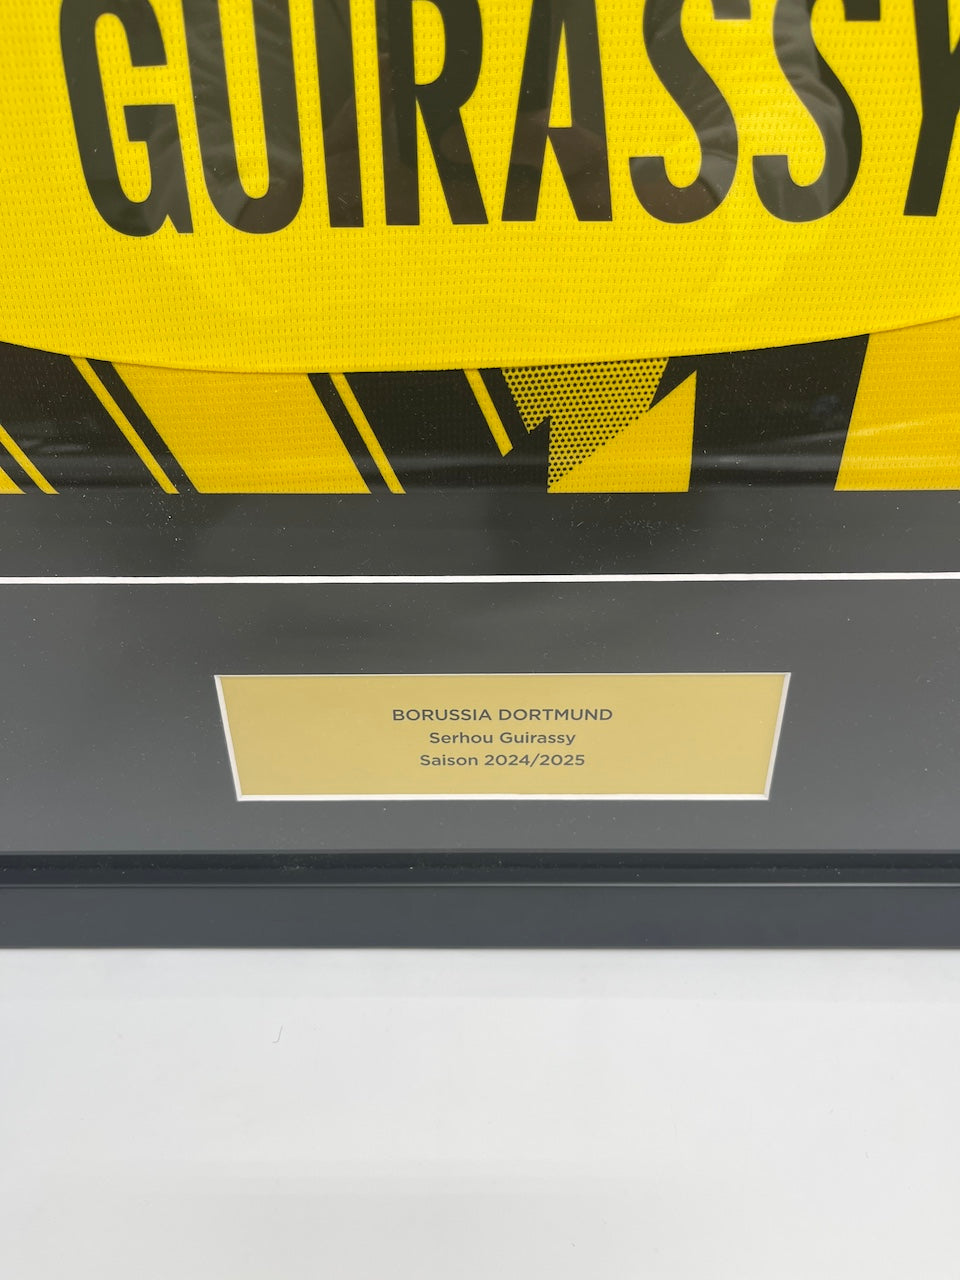 GUIRASSY
BORUSSIA DORTMUND
Serhou Guirassy
Saison 2024/2025